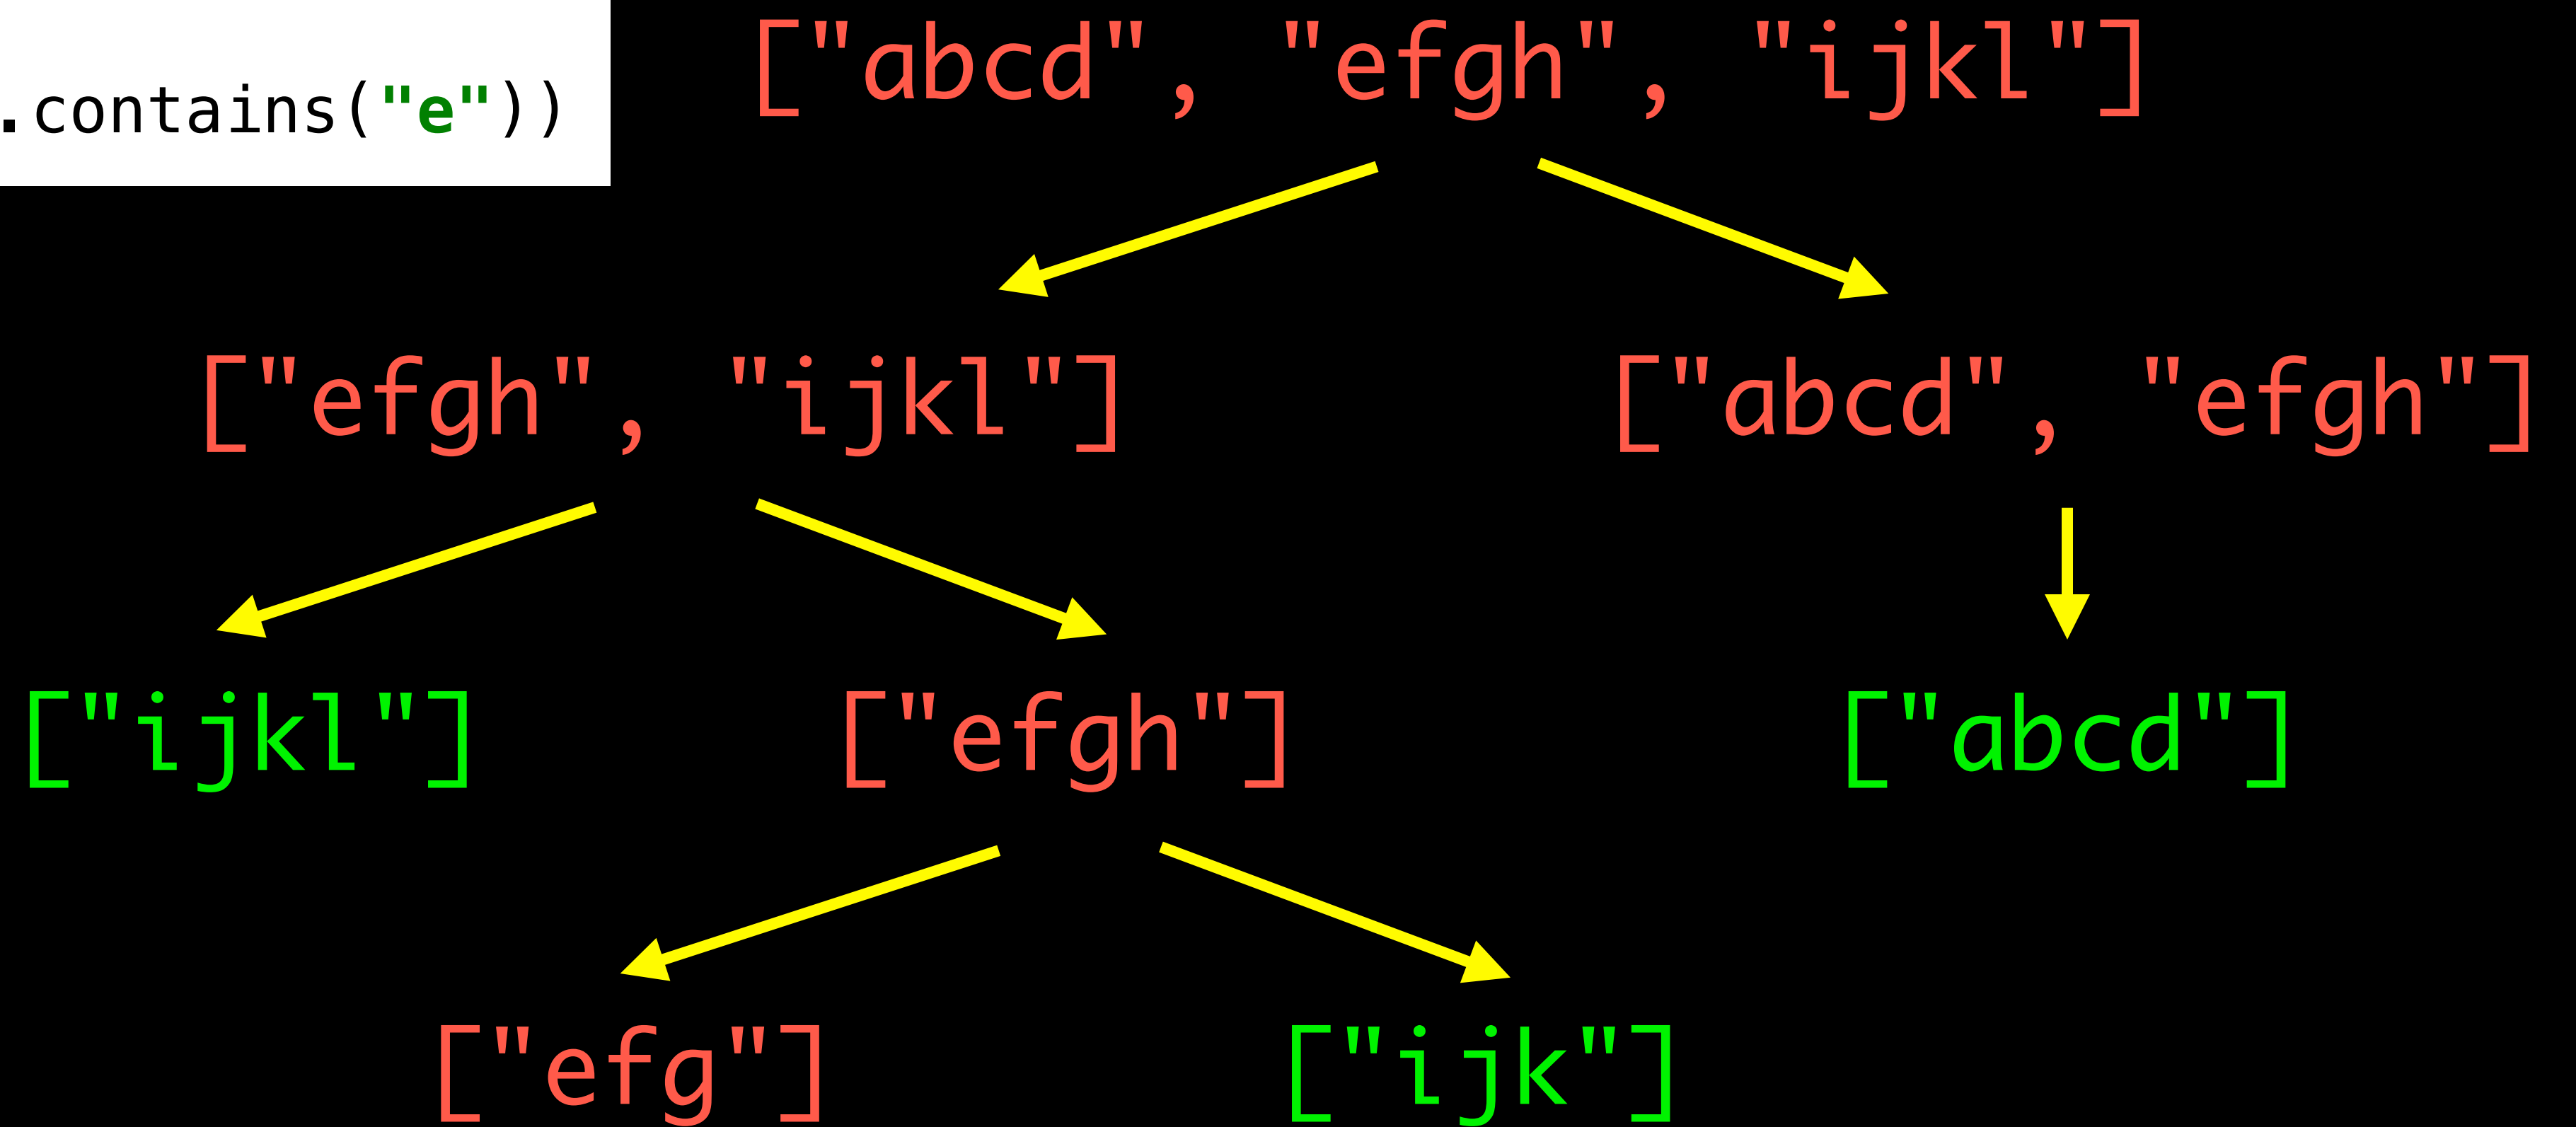 .contains("e"))
["abcd", "efgh", "ijkl"]
["efgh", "ijkl"]
["abcd", "efgh"]
["ijkl"]
["efgh"]
["abcd"]
["efg"]
["ijk"]